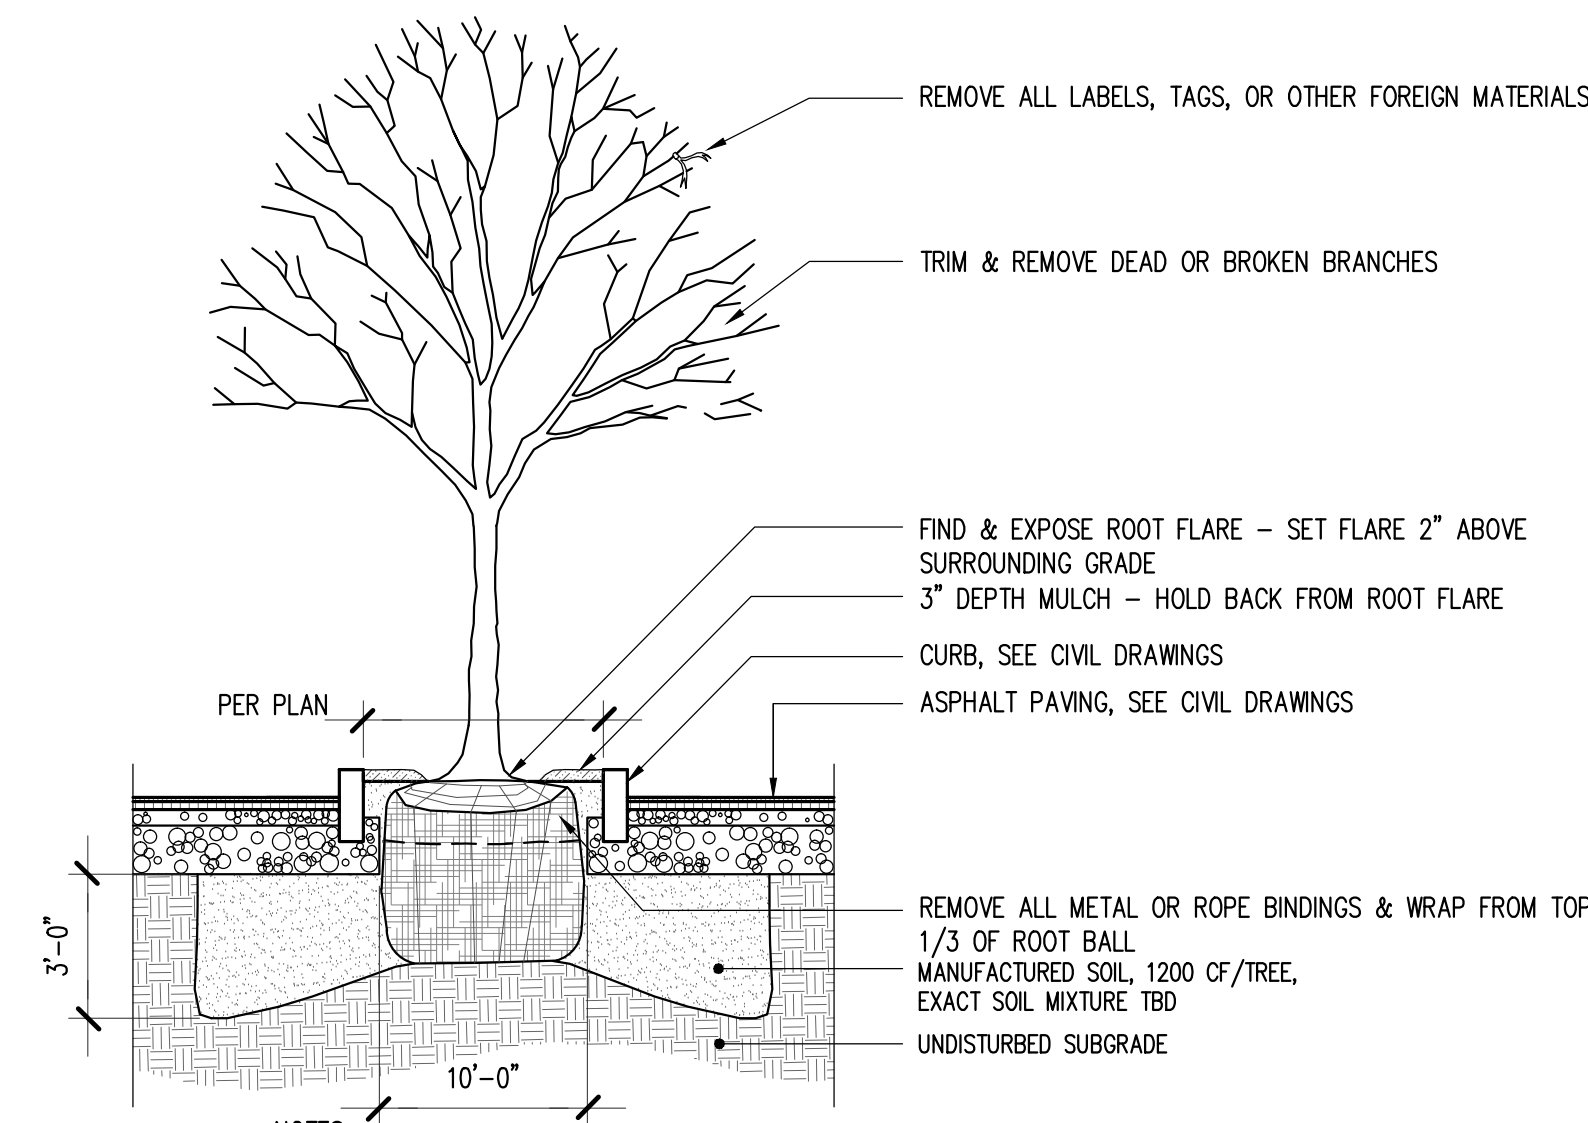 REMOVE ALL LABELS, TAGS, OR OTHER FOREIGN MATERIALS
TRIM & REMOVE DEAD OR BROKEN BRANCHES
FIND & EXPOSE ROOT FLARE – SET FLARE 2" ABOVE
SURROUNDING GRADE
3" DEPTH MULCH – HOLD BACK FROM ROOT FLARE
CURB, SEE CIVIL DRAWINGS
PER PLAN
ASPHALT PAVING, SEE CIVIL DRAWINGS
REMOVE ALL METAL OR ROPE BINDINGS & WRAP FROM TOP
1/3 OF ROOT BALL
3'-0"
MANUFACTURED SOIL, 1200 CF/TREE,
EXACT SOIL MIXTURE TBD
UNDISTURBED SUBGRADE
10'-0"